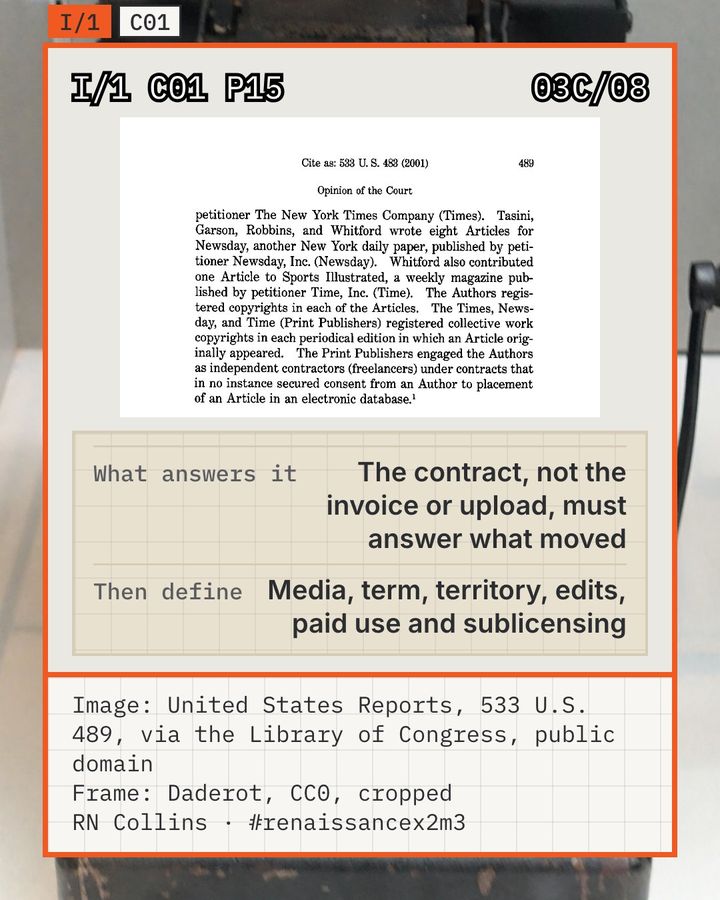 I/1 C01
I/1 C01 P15 03C/08
Cite as: 533 U. S. 483 (2001) 489
Opinion of the Court
petitioner The New York Times Company (Times). Tasini,
Garson, Robbins, and Whitford wrote eight Articles for
Newsday, another New York daily paper, published by peti-
tioner Newsday, Inc. (Newsday). Whitford also contributed
one Article to Sports Illustrated, a weekly magazine pub-
lished by petitioner Time, Inc. (Time). The Authors regis-
tered copyrights in each of the Articles. The Times, News-
day, and Time (Print Publishers) registered collective work
copyrights in each periodical edition in which an Article orig-
inally appeared. The Print Publishers engaged the Authors
as independent contractors (freelancers) under contracts that
in no instance secured consent from an Author to placement
of an Article in an electronic database.¹
What answers it The contract, not the
invoice or upload, must
answer what moved
Then define Media, term, territory, edits,
paid use and sublicensing
Image: United States Reports, 533 U.S.
489, via the Library of Congress, public
domain
Frame: Daderot, CC0, cropped
RN Collins · #renaissancex2m3